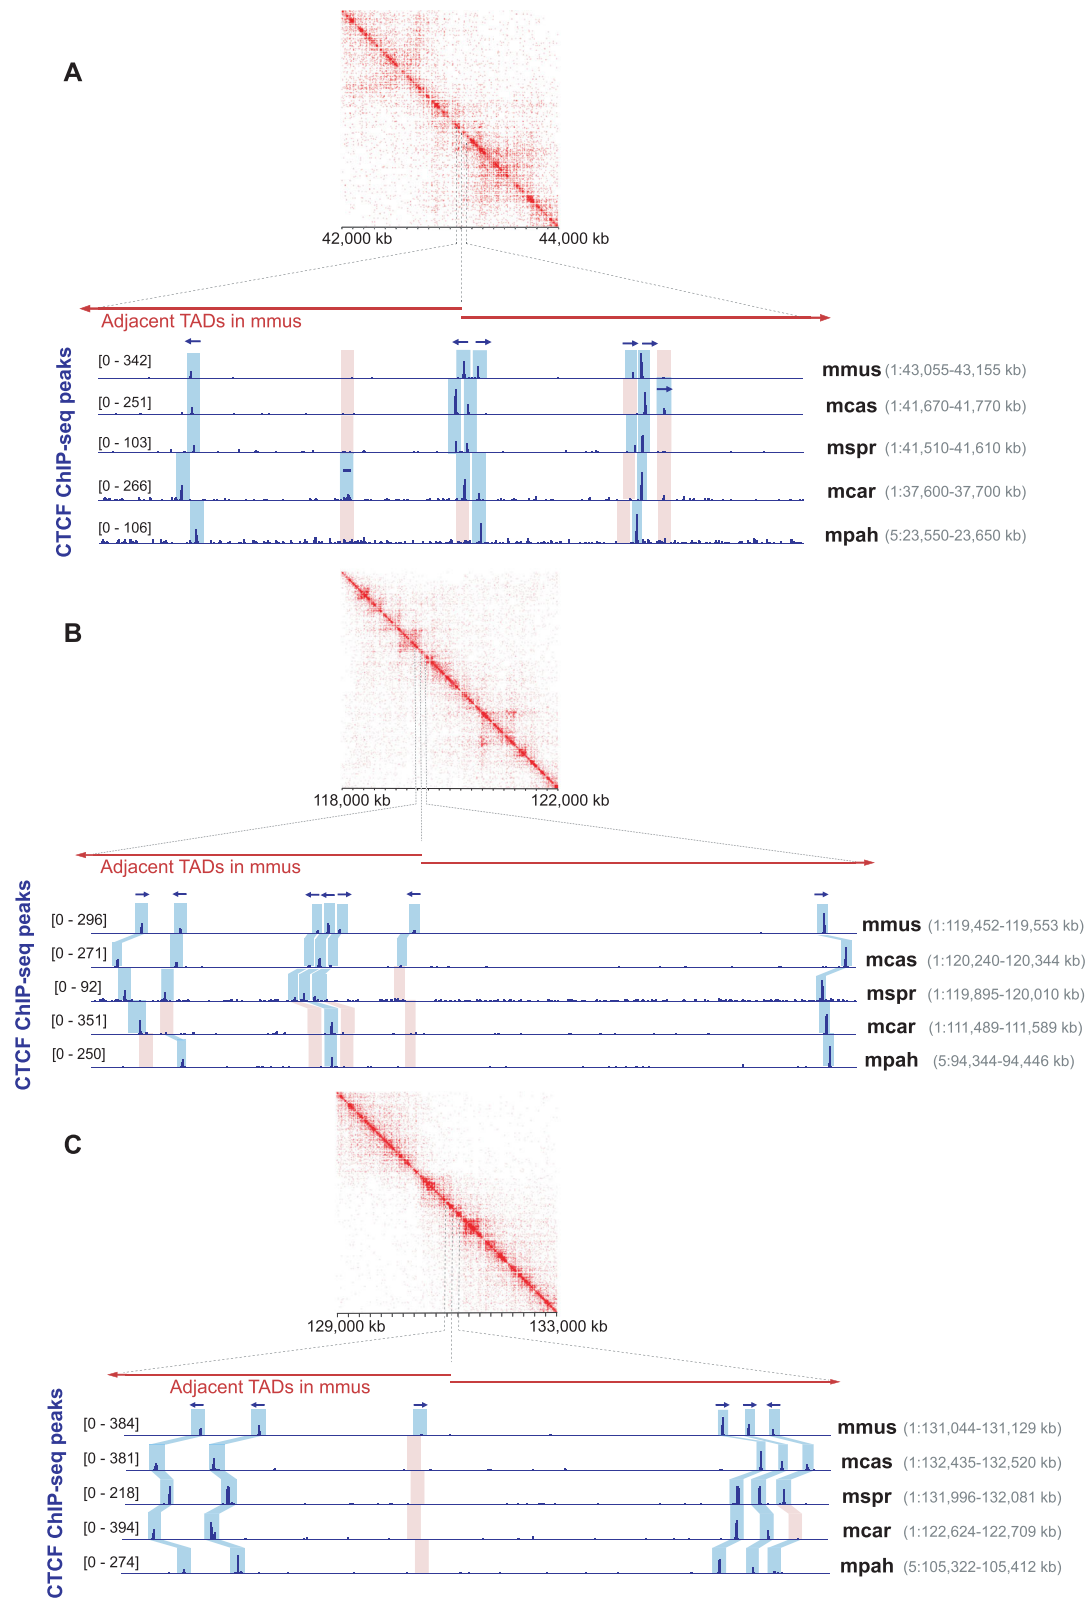 A
42,000 kb
44,000 kb
Adjacent TADs in mmus
CTCF ChIP-seq peaks
[0 - 342]
mmus (1:43,055-43,155 kb)
[0 - 251]
mcas (1:41,670-41,770 kb)
[0 - 103]
mspr (1:41,510-41,610 kb)
[0 - 266]
mcar (1:37,600-37,700 kb)
[0 - 106]
mpah (5:23,550-23,650 kb)
B
118,000 kb
122,000 kb
Adjacent TADs in mmus
CTCF ChIP-seq peaks
[0 - 296]
mmus (1:119,452-119,553 kb)
[0 - 271]
mcas (1:120,240-120,344 kb)
[0 - 92]
mspr (1:119,895-120,010 kb)
[0 - 351]
mcar (1:111,489-111,589 kb)
[0 - 250]
mpah (5:94,344-94,446 kb)
C
129,000 kb
133,000 kb
Adjacent TADs in mmus
CTCF ChIP-seq peaks
[0 - 384]
mmus (1:131,044-131,129 kb)
[0 - 381]
mcas (1:132,435-132,520 kb)
[0 - 218]
mspr (1:131,996-132,081 kb)
[0 - 394]
mcar (1:122,624-122,709 kb)
[0 - 274]
mpah (5:105,322-105,412 kb)